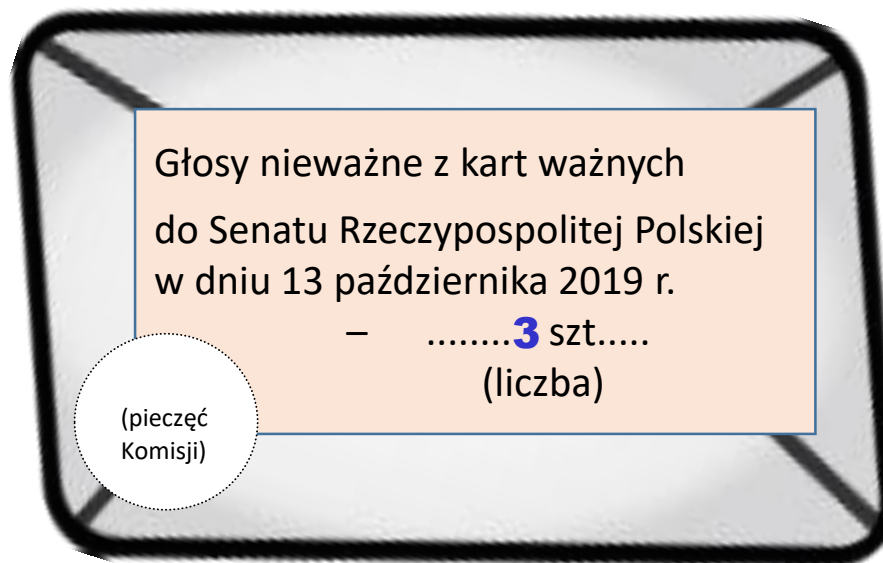 Głosy nieważne z kart ważnych
do Senatu Rzeczypospolitej Polskiej
w dniu 13 października 2019 r.
– ........3 szt.....
(liczba)
(pieczęć
Komisji)